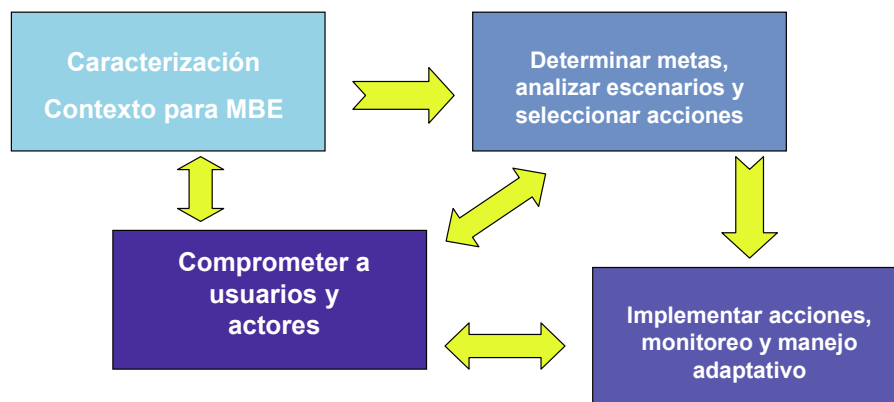 Caracterización
Contexto para MBE
Determinar metas,
analizar escenarios y
seleccionar acciones
Comprometer a
usuarios y
actores
Implementar acciones,
monitoreo y manejo
adaptativo